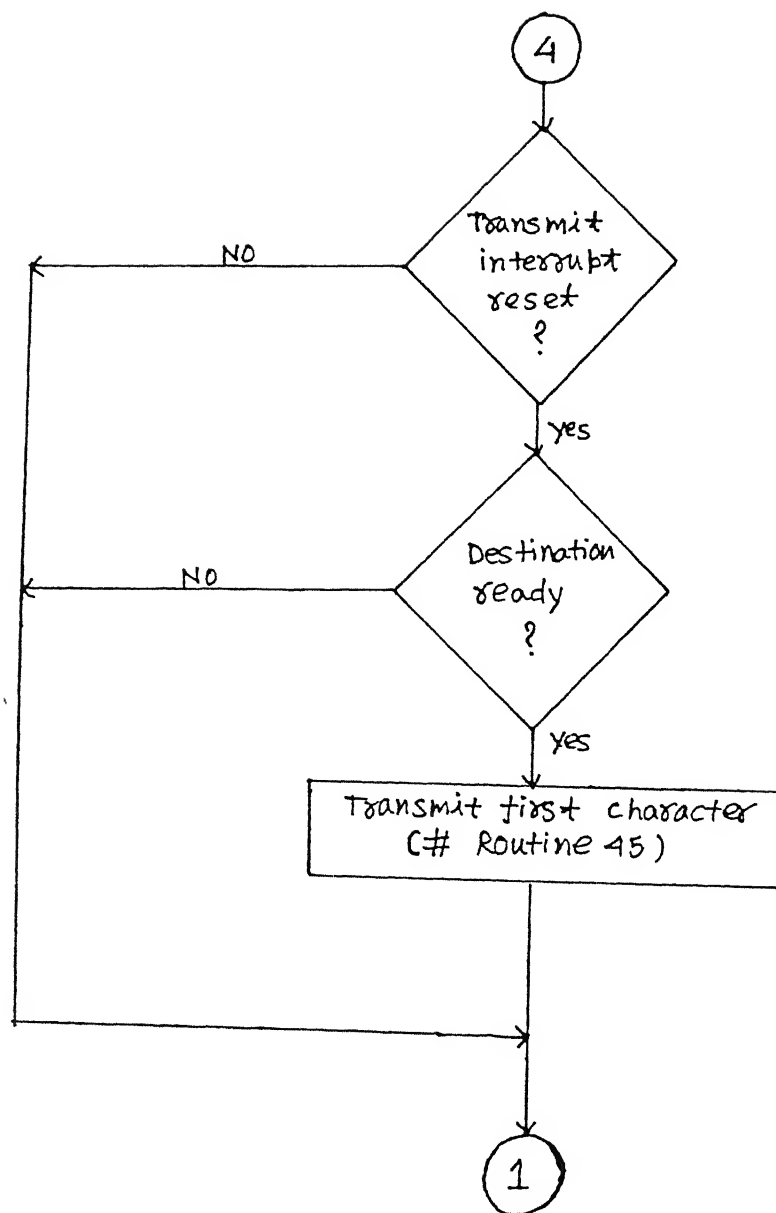 4
Transmit
interrupt
reset
?
NO
yes
Destination
ready
?
NO
yes
Transmit first character
(# Routine 45)
1